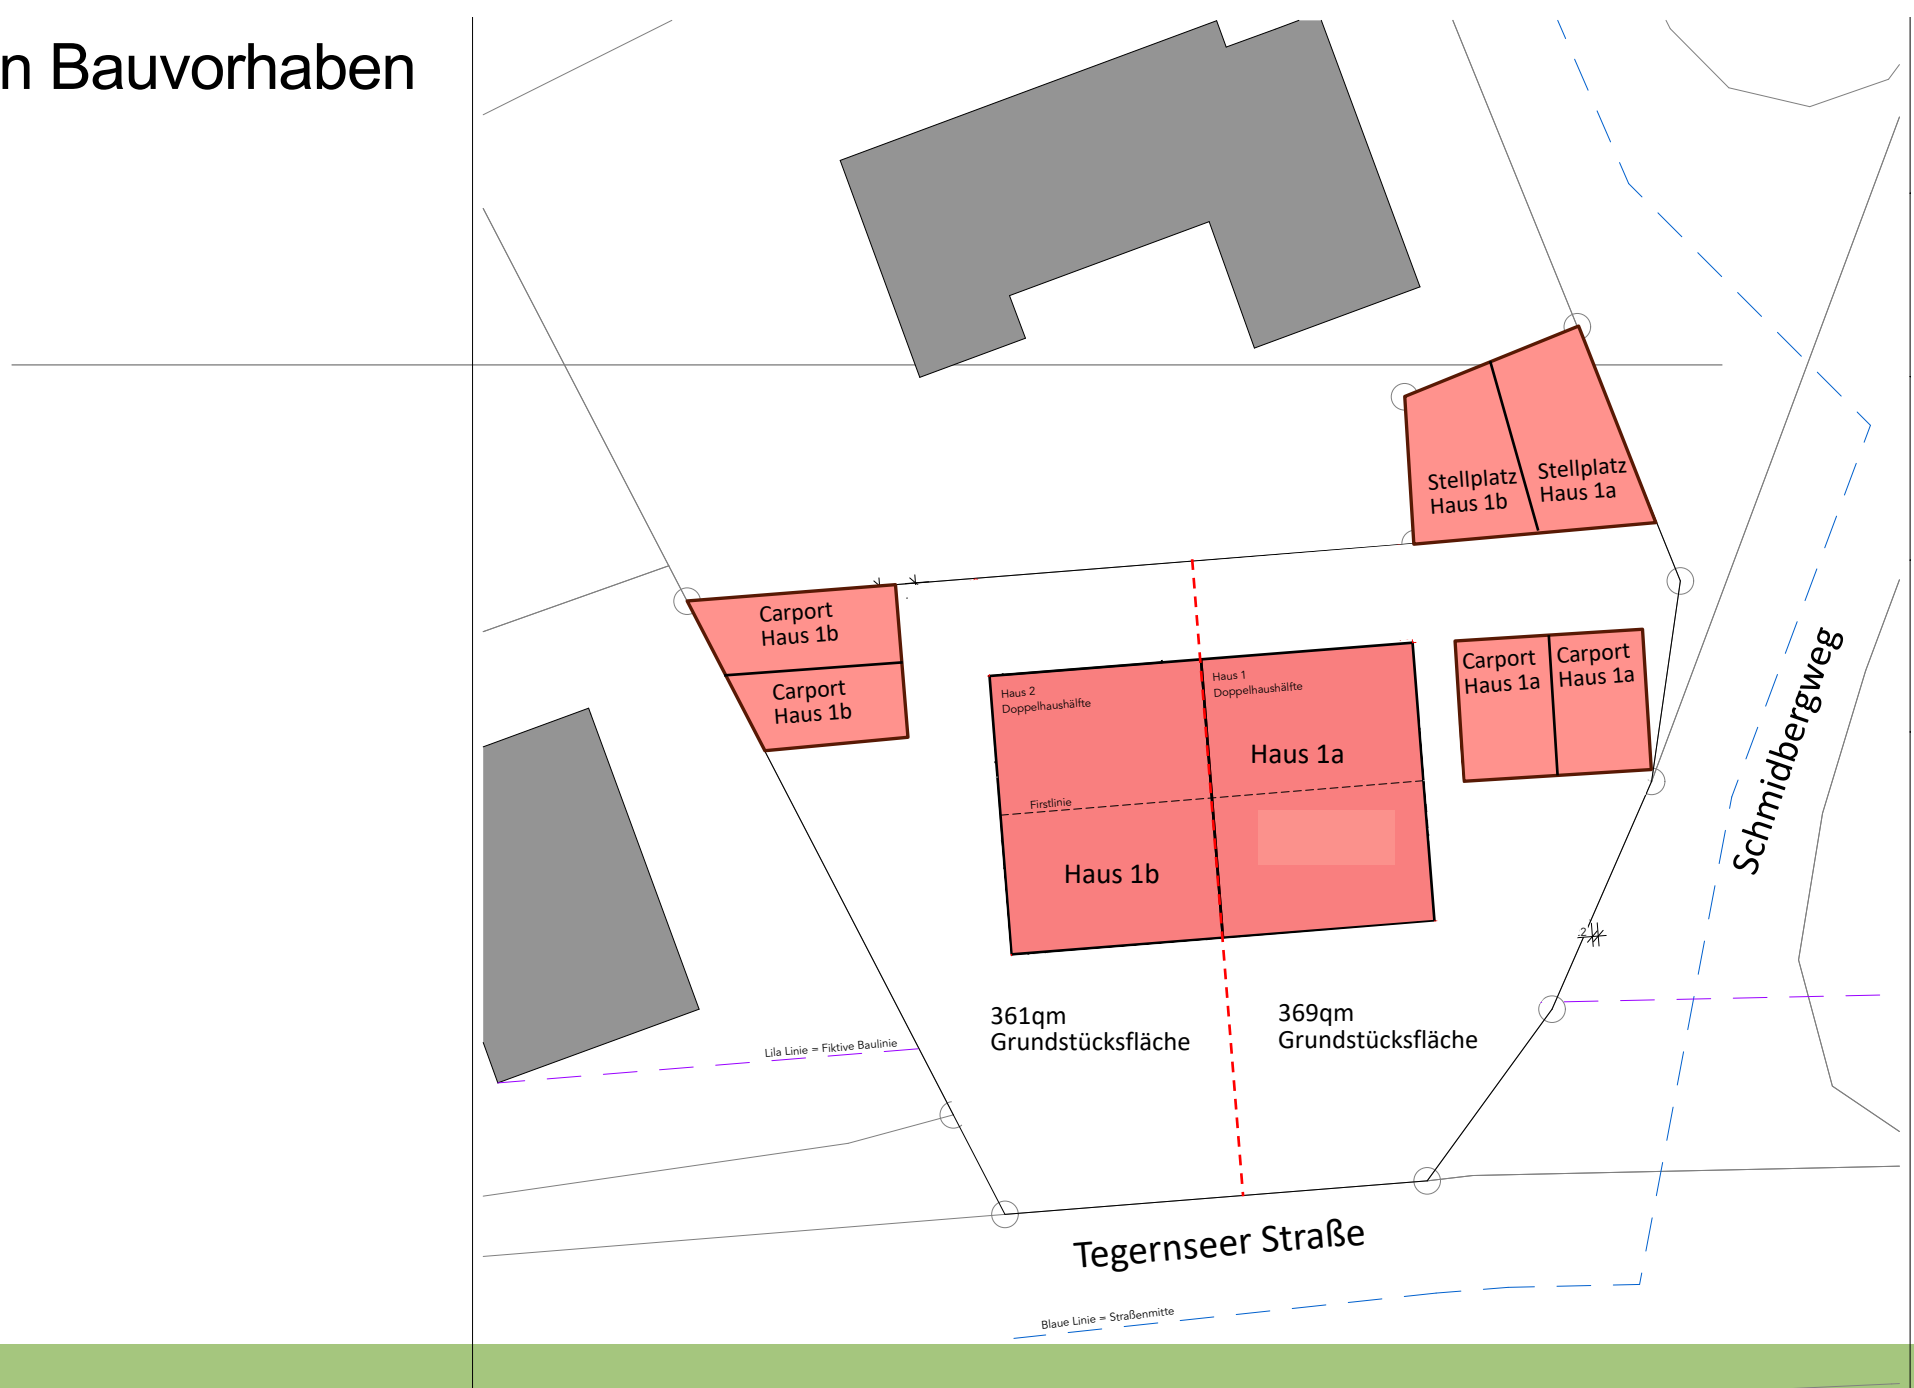 n Bauvorhaben
Stellplatz
Haus 1b
Stellplatz
Haus 1a
Carport
Haus 1b
Carport
Haus 1b
Haus 2
Doppelhaushälfte
Haus 1
Doppelhaushälfte
Carport
Haus 1a
Carport
Haus 1a
Haus 1a
Firstlinie
Haus 1b
Schmidbergweg
2
361qm
Grundstücksfläche
369qm
Grundstücksfläche
Lila Linie = Fiktive Baulinie
Tegernseer Straße
Blaue Linie = Straßenmitte